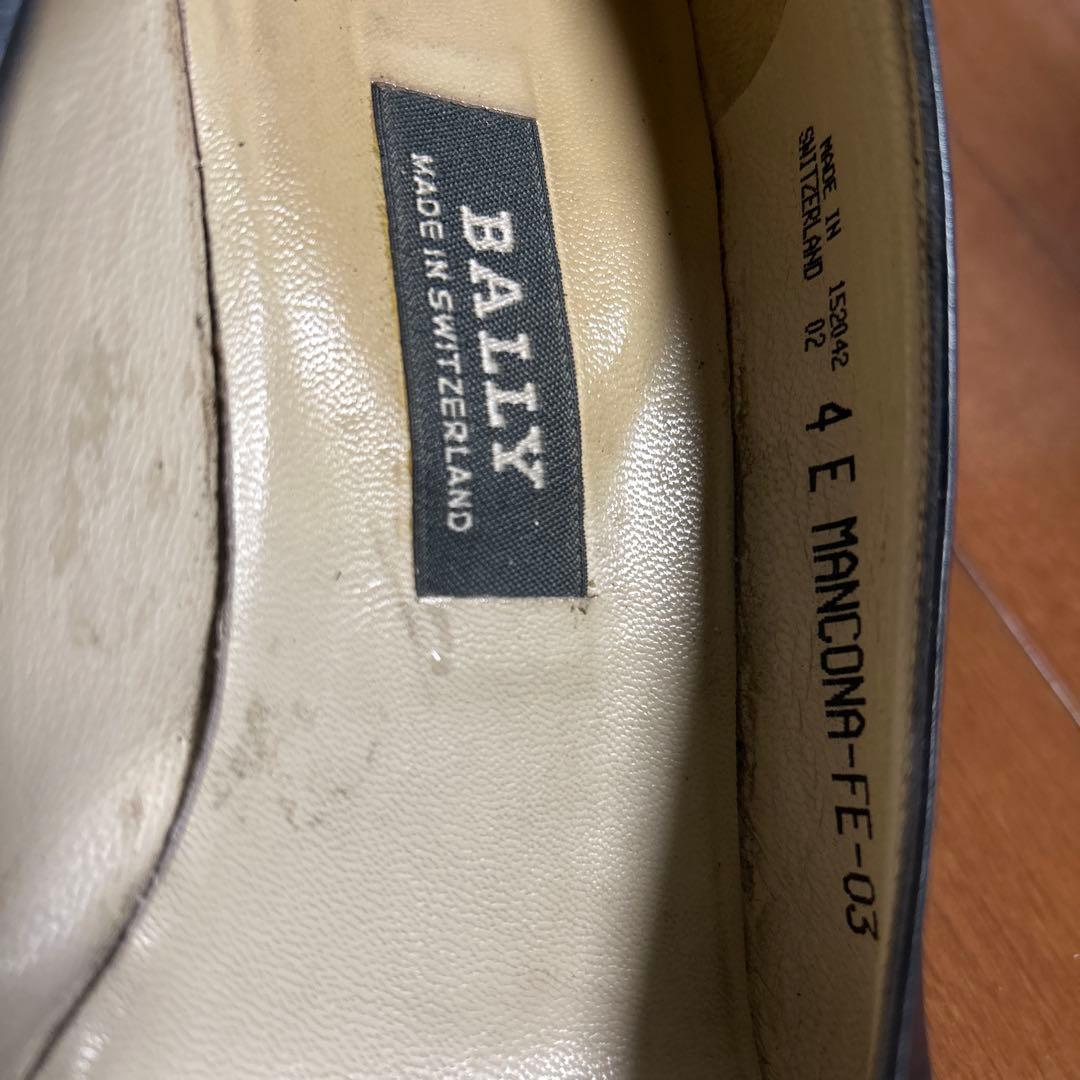 BALLY
MADE IN SWITZERLAND
MADE IN 152042
SWITZERLAND 02
4 E MANCONA-FE-03